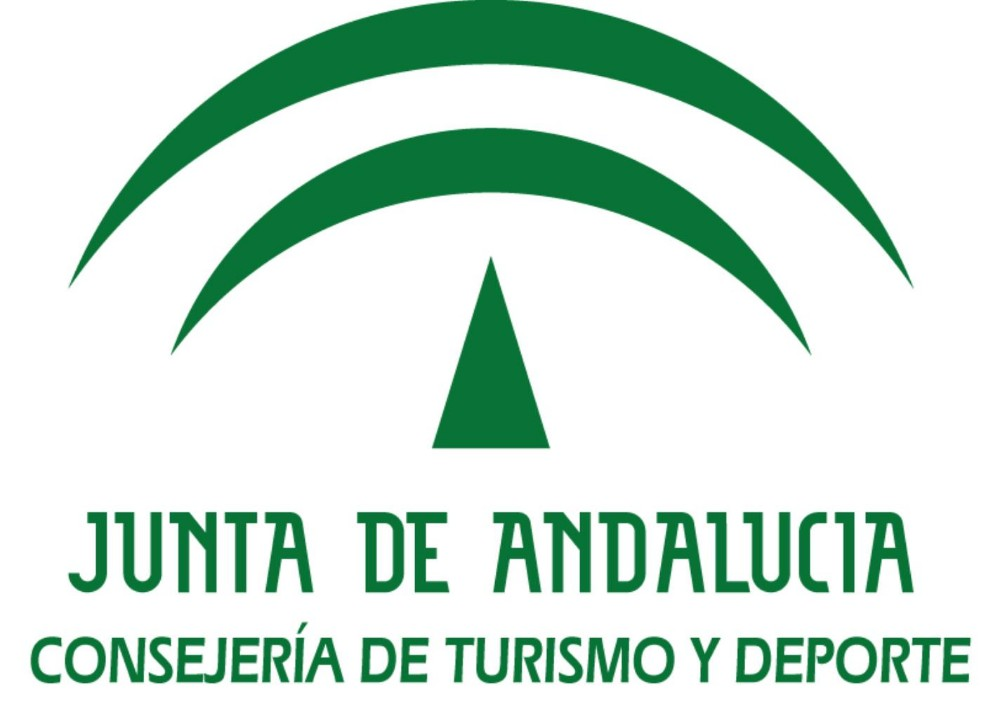 JUNTA DE ANDALUCIA
CONSEJERÍA DE TURISMO Y DEPORTE